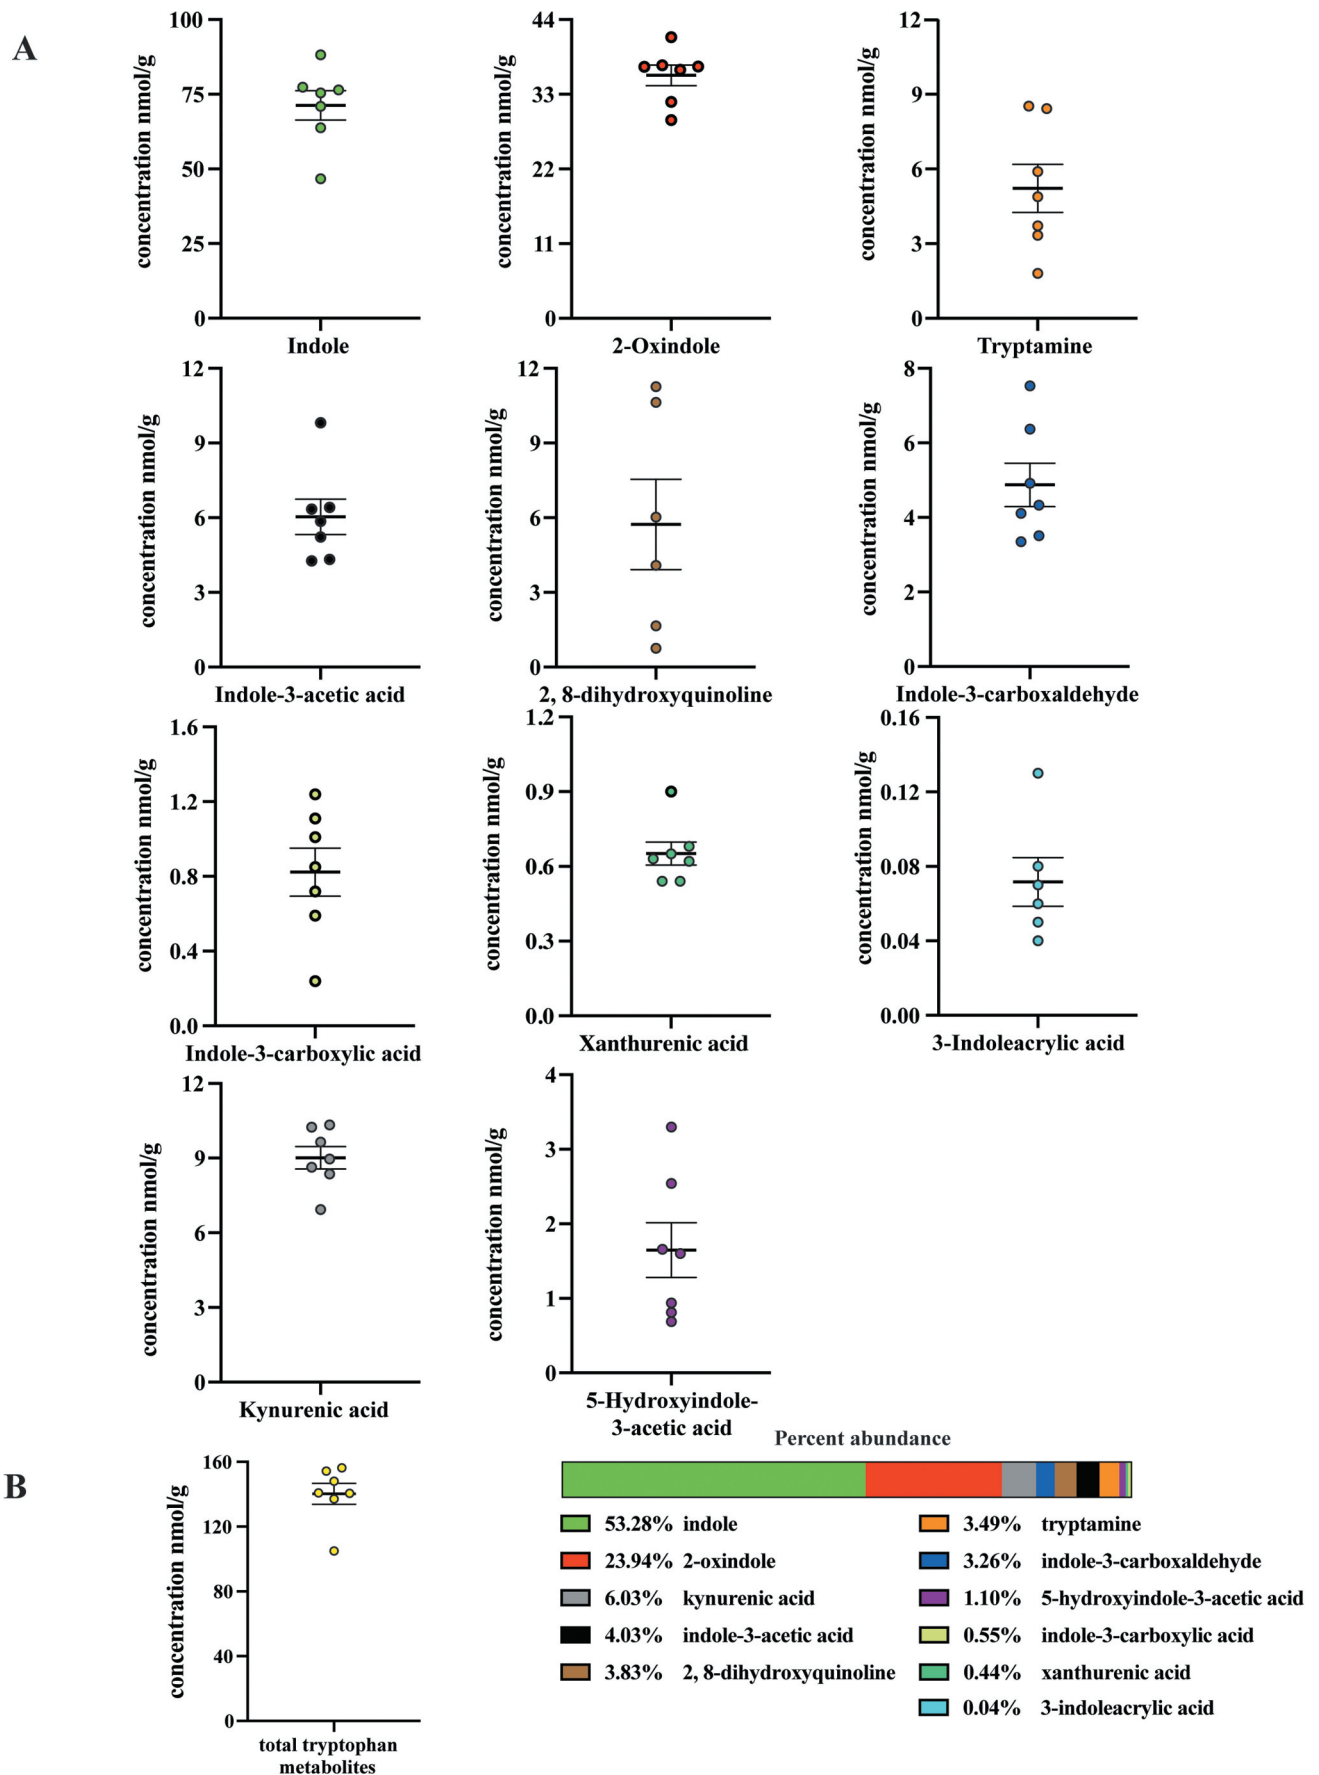 A
concentration nmol/g
100
75
50
25
0
Indole
concentration nmol/g
44
33
22
11
0
2-Oxindole
concentration nmol/g
12
9
6
3
0
Tryptamine
concentration nmol/g
12
9
6
3
0
Indole-3-acetic acid
concentration nmol/g
12
9
6
3
0
2, 8-dihydroxyquinoline
concentration nmol/g
8
6
4
2
0
Indole-3-carboxaldehyde
concentration nmol/g
1.6
1.2
0.8
0.4
0.0
Indole-3-carboxylic acid
concentration nmol/g
1.2
0.9
0.6
0.3
0.0
Xanthurenic acid
concentration nmol/g
0.16
0.12
0.08
0.04
0.00
3-Indoleacrylic acid
concentration nmol/g
12
9
6
3
0
Kynurenic acid
concentration nmol/g
4
3
2
1
0
5-Hydroxyindole-
3-acetic acid
B
concentration nmol/g
160
120
80
40
0
total tryptophan
metabolites
Percent abundance
53.28% indole
23.94% 2-oxindole
6.03% kynurenic acid
4.03% indole-3-acetic acid
3.83% 2, 8-dihydroxyquinoline
3.49% tryptamine
3.26% indole-3-carboxaldehyde
1.10% 5-hydroxyindole-3-acetic acid
0.55% indole-3-carboxylic acid
0.44% xanthurenic acid
0.04% 3-indoleacrylic acid